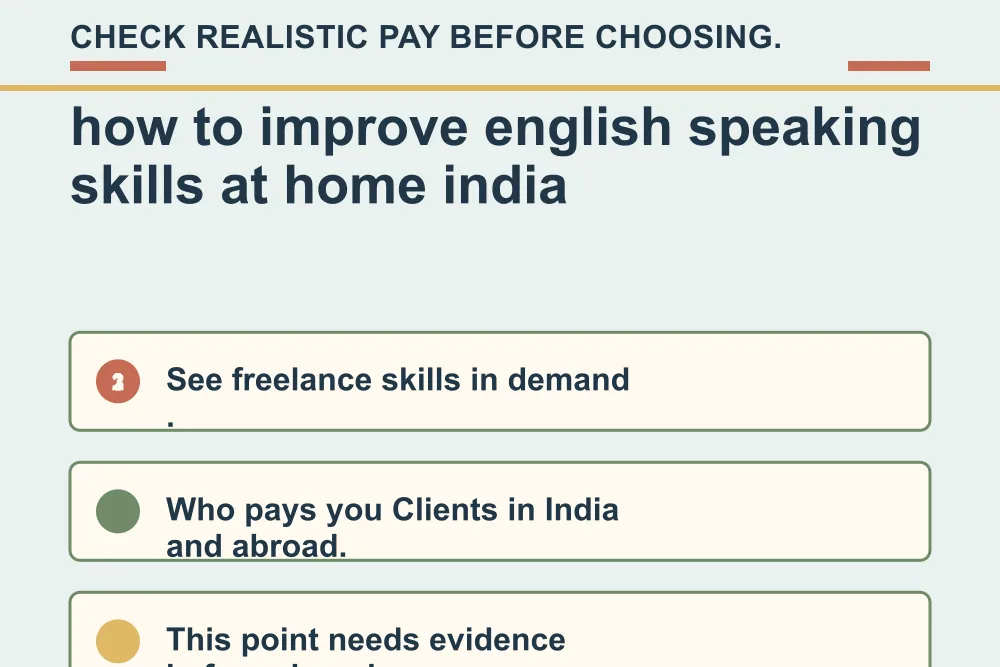 CHECK REALISTIC PAY BEFORE CHOOSING.
how to improve english speaking
skills at home india
See freelance skills in demand
.
Who pays you Clients in India
and abroad.
This point needs evidence